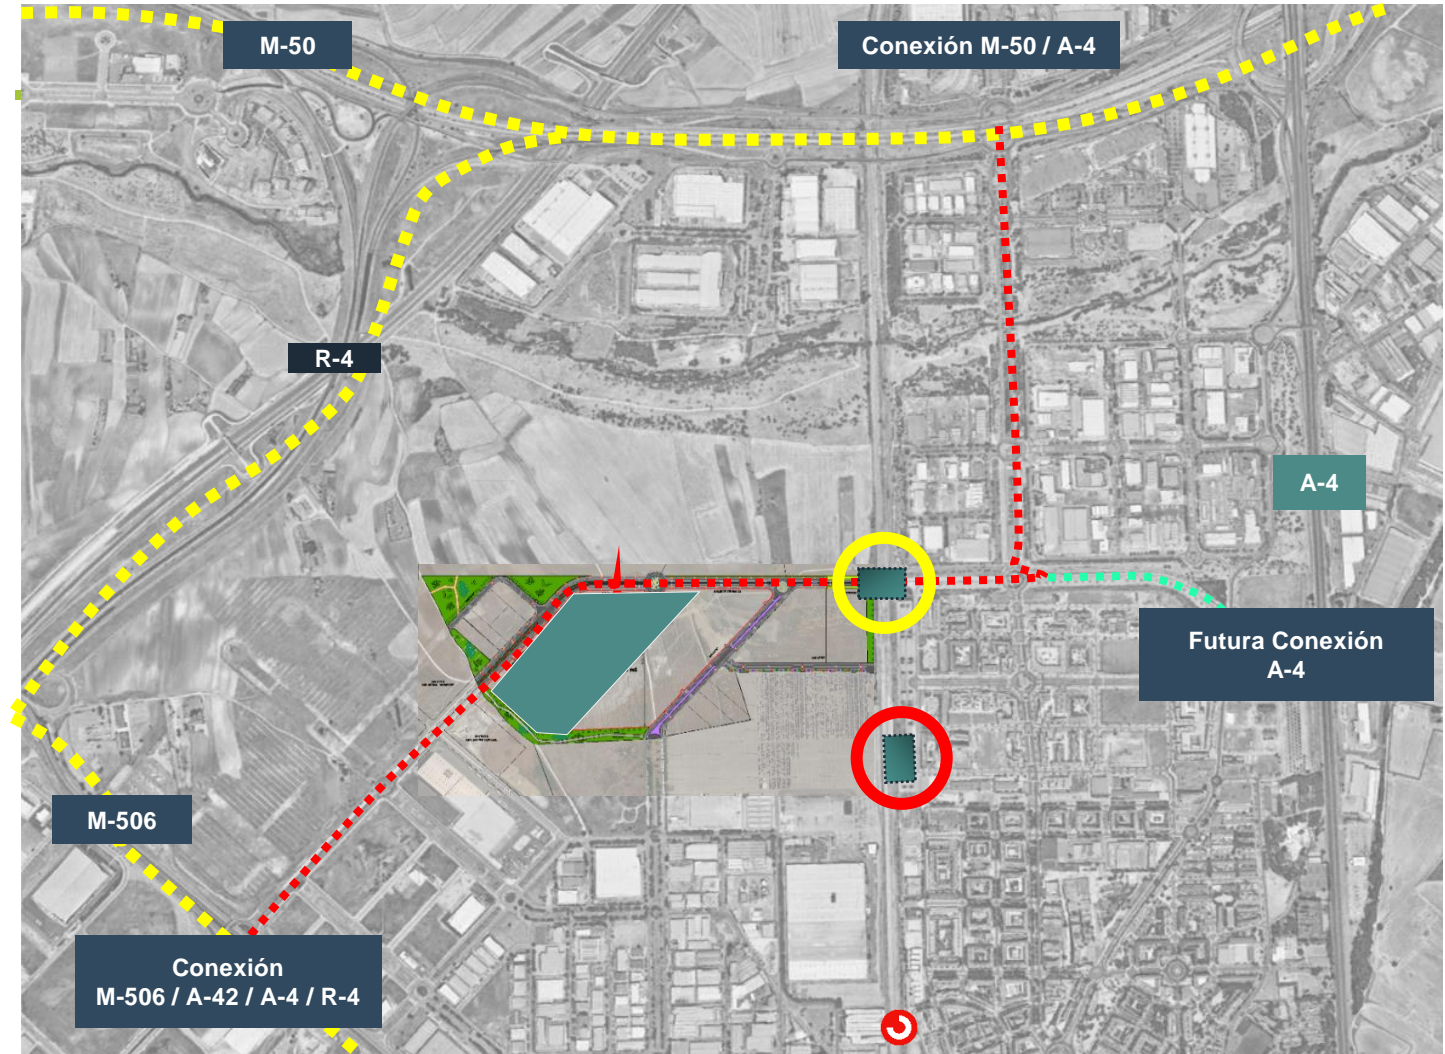 M-50
Conexión M-50 / A-4
R-4
A-4
Futura Conexión
A-4
M-506
Conexión
M-506 / A-42 / A-4 / R-4